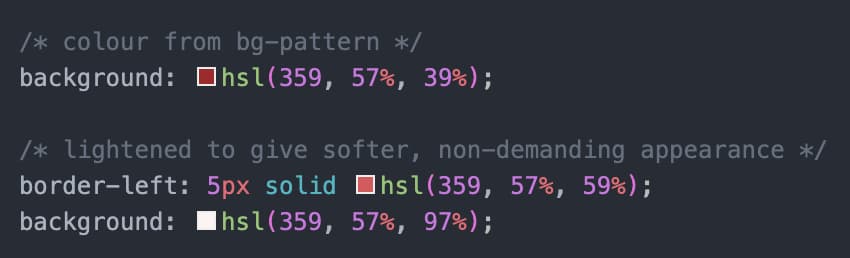 /* colour from bg-pattern */
background: hsl(359, 57%, 39%);
/* lightened to give softer, non-demanding appearance */
border-left: 5px solid hsl(359, 57%, 59%);
background: hsl(359, 57%, 97%);